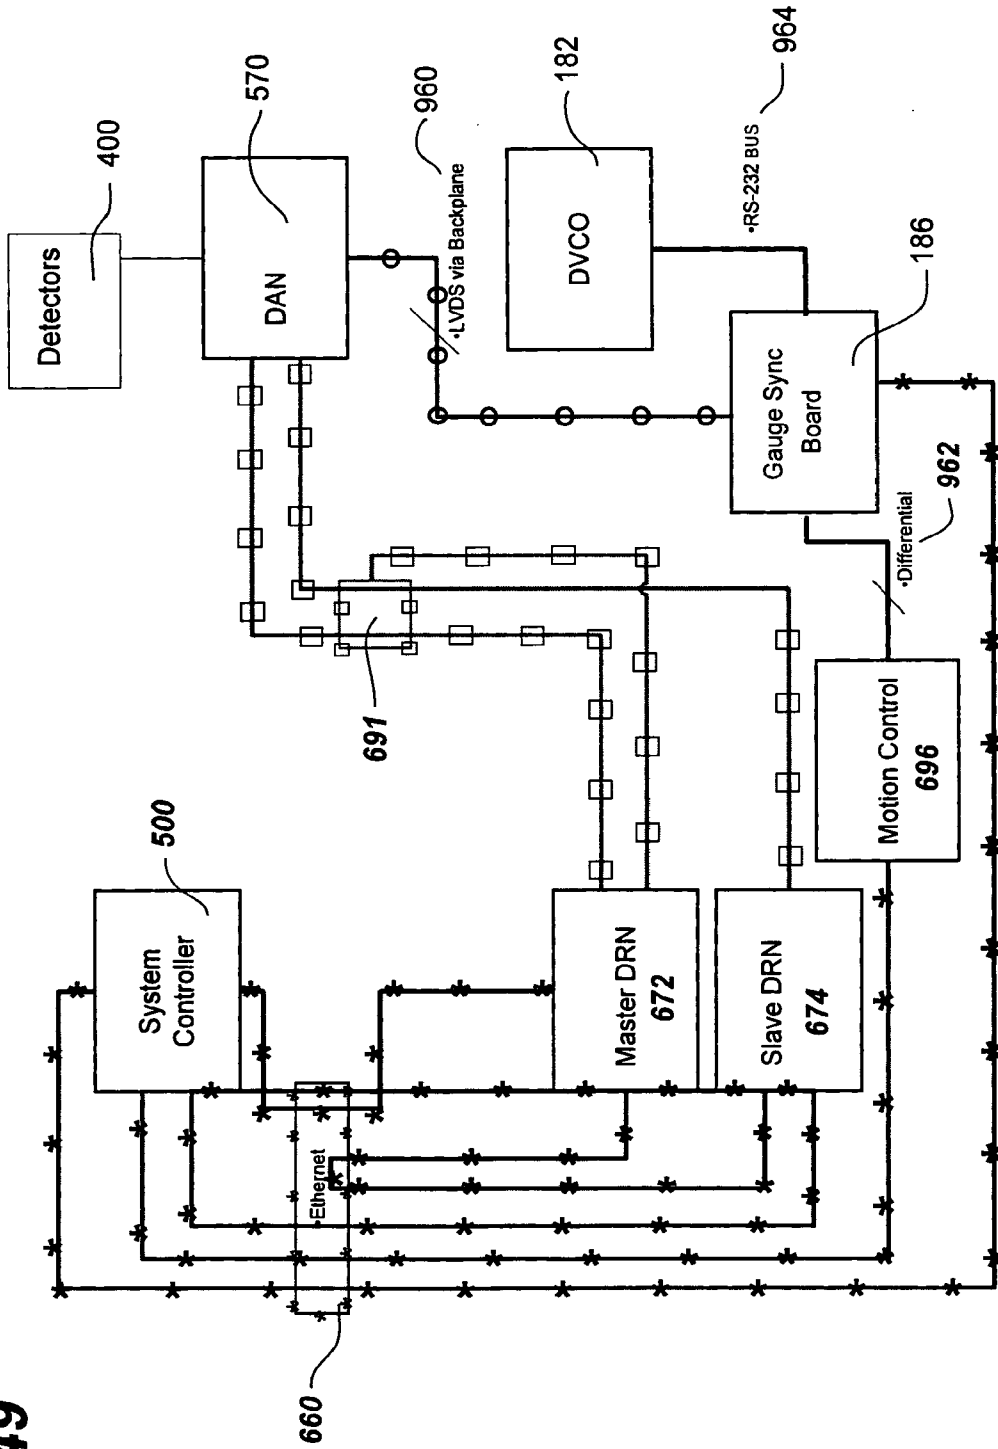 49
System
Controller
500
Detectors
400
DAN
570
•LVDS via Backplane
960
DVCO
182
•RS-232 BUS
964
•Ethernet
660
691
Master DRN
672
Slave DRN
674
Motion Control
696
•Differential
962
Gauge Sync
Board
186